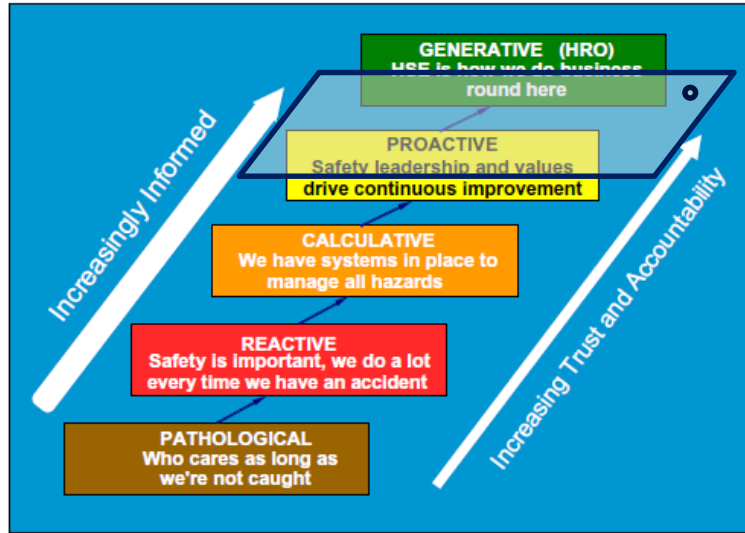 GENERATIVE (HRO)
HSE is how we do business
round here
PROACTIVE
Safety leadership and values
drive continuous improvement
CALCULATIVE
We have systems in place to
manage all hazards
REACTIVE
Safety is important, we do a lot
every time we have an accident
PATHOLOGICAL
Who cares as long as
we're not caught
Increasingly Informed
Increasing Trust and Accountability